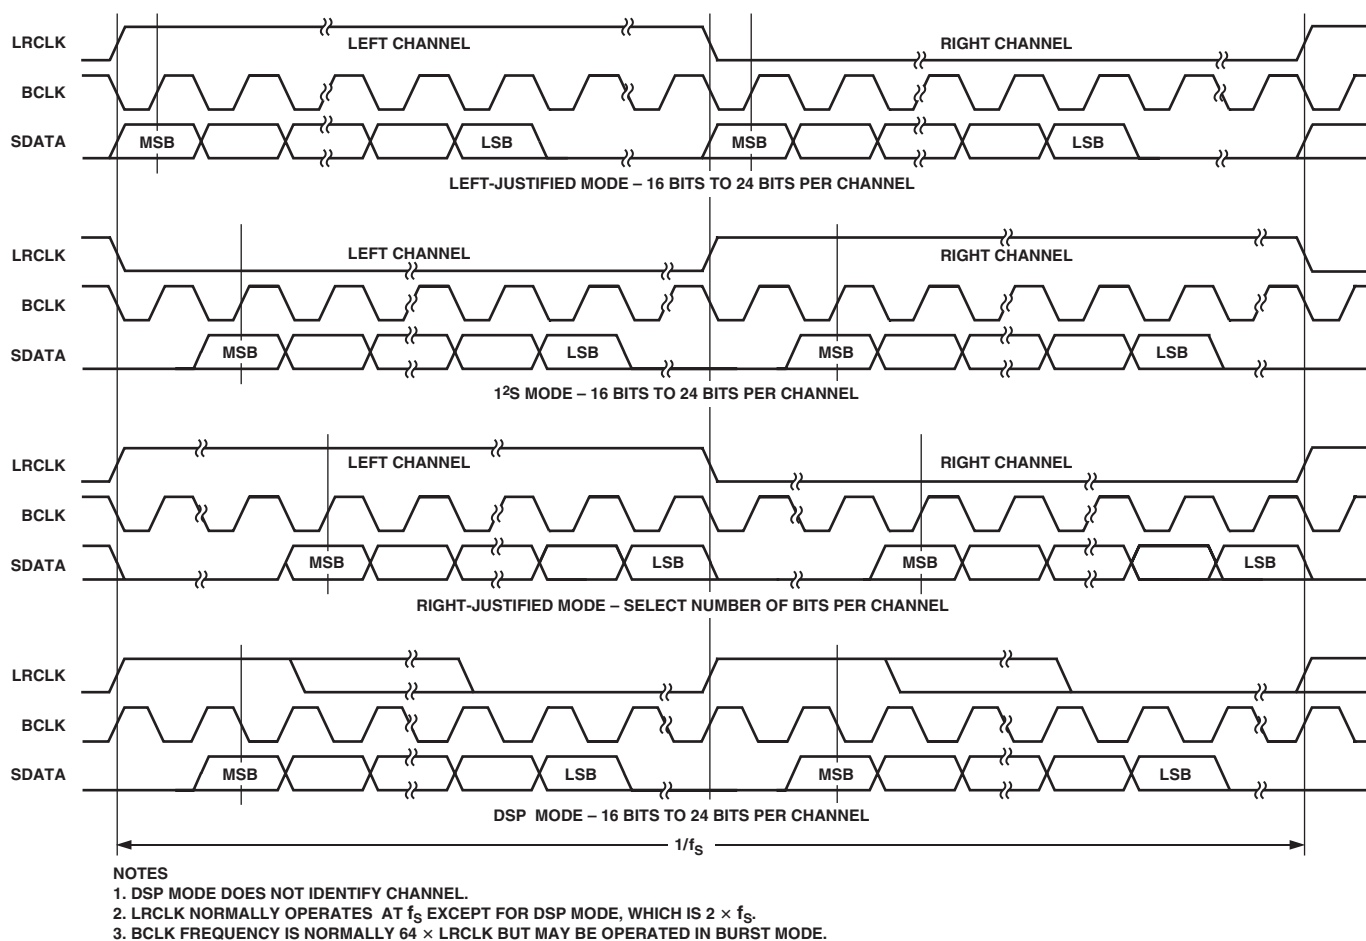 LRCLK LEFT CHANNEL RIGHT CHANNEL
BCLK
SDATA MSB LSB MSB LSB
LEFT-JUSTIFIED MODE – 16 BITS TO 24 BITS PER CHANNEL
LRCLK LEFT CHANNEL RIGHT CHANNEL
BCLK
SDATA MSB LSB MSB LSB
1²S MODE – 16 BITS TO 24 BITS PER CHANNEL
LRCLK LEFT CHANNEL RIGHT CHANNEL
BCLK
SDATA MSB LSB MSB LSB
RIGHT-JUSTIFIED MODE – SELECT NUMBER OF BITS PER CHANNEL
LRCLK
BCLK
SDATA MSB LSB MSB LSB
DSP MODE – 16 BITS TO 24 BITS PER CHANNEL
1/fS
NOTES
1. DSP MODE DOES NOT IDENTIFY CHANNEL.
2. LRCLK NORMALLY OPERATES AT fS EXCEPT FOR DSP MODE, WHICH IS 2 × fS.
3. BCLK FREQUENCY IS NORMALLY 64 × LRCLK BUT MAY BE OPERATED IN BURST MODE.